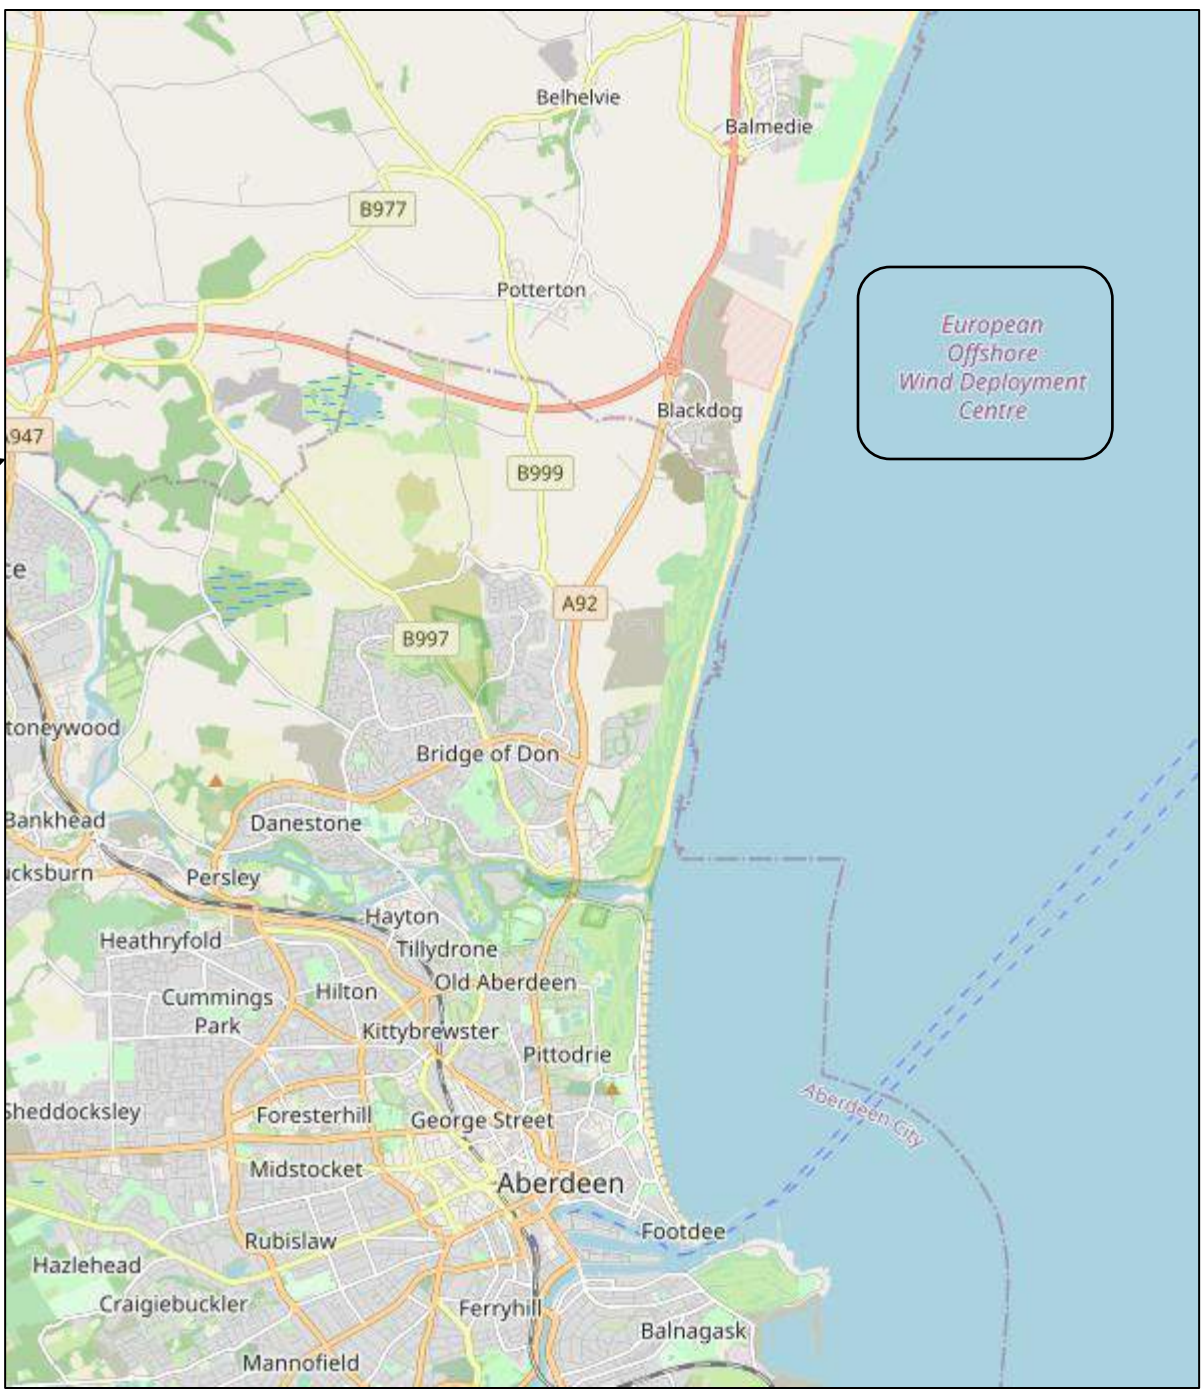 Belhelvie
Balmedie
B977
Potterton
European
Offshore
Wind Deployment
Centre
Blackdog
A947
B999
ce
A92
B997
toneywood
Bridge of Don
Bankhead
Danestone
ucksburn
Persley
Hayton
Heathryfold
Tillydrone
Old Aberdeen
Hilton
Cummings
Park
Kittybrewster
Pittodrie
Aberdeen City
Sheddocksley
Foresterhill
George Street
Midstocket
Aberdeen
Footdee
Rubislaw
Hazlehead
Craigiebuckler
Ferryhill
Balnagask
Mannofield